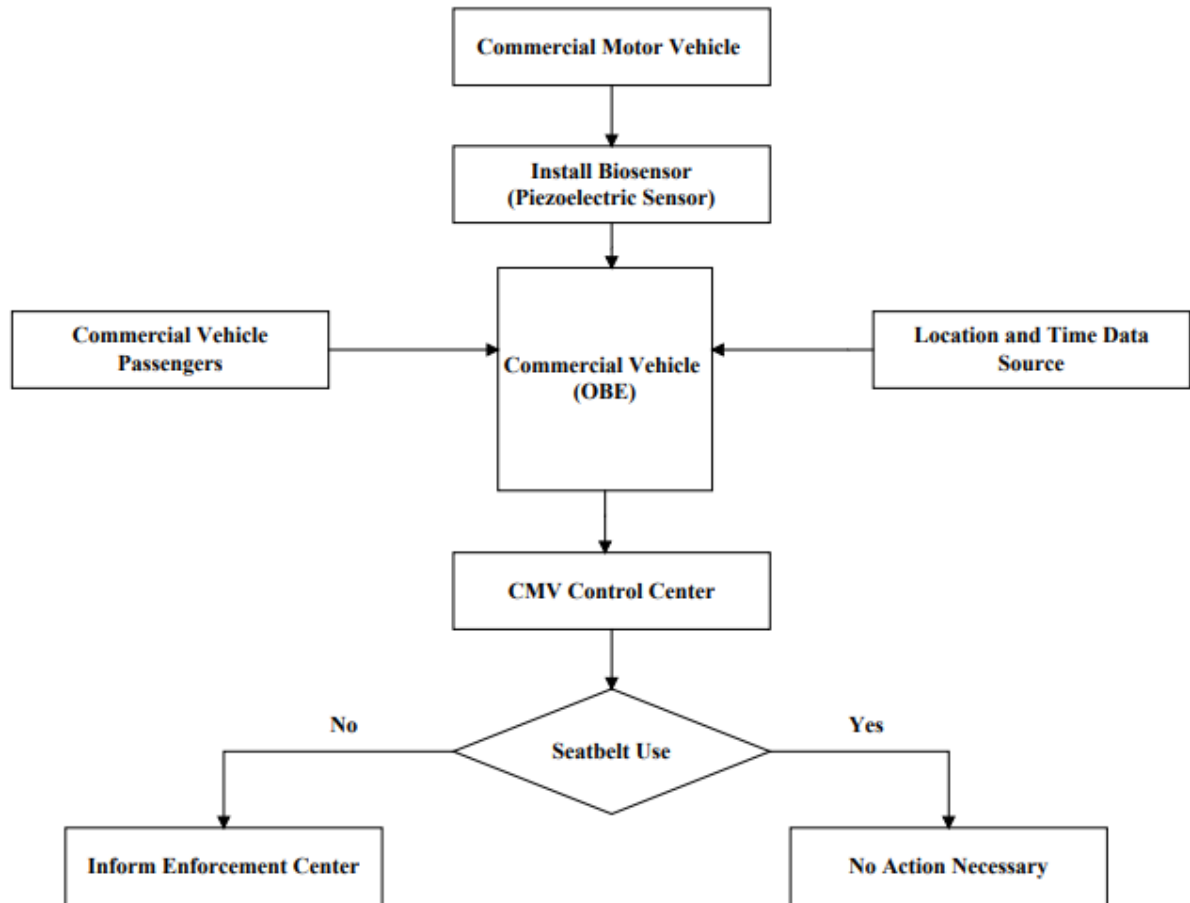 Commercial Motor Vehicle
Install Biosensor
(Piezoelectric Sensor)
Commercial Vehicle
Passengers
Commercial Vehicle
(OBE)
Location and Time Data
Source
CMV Control Center
No
Yes
Seatbelt Use
Inform Enforcement Center
No Action Necessary